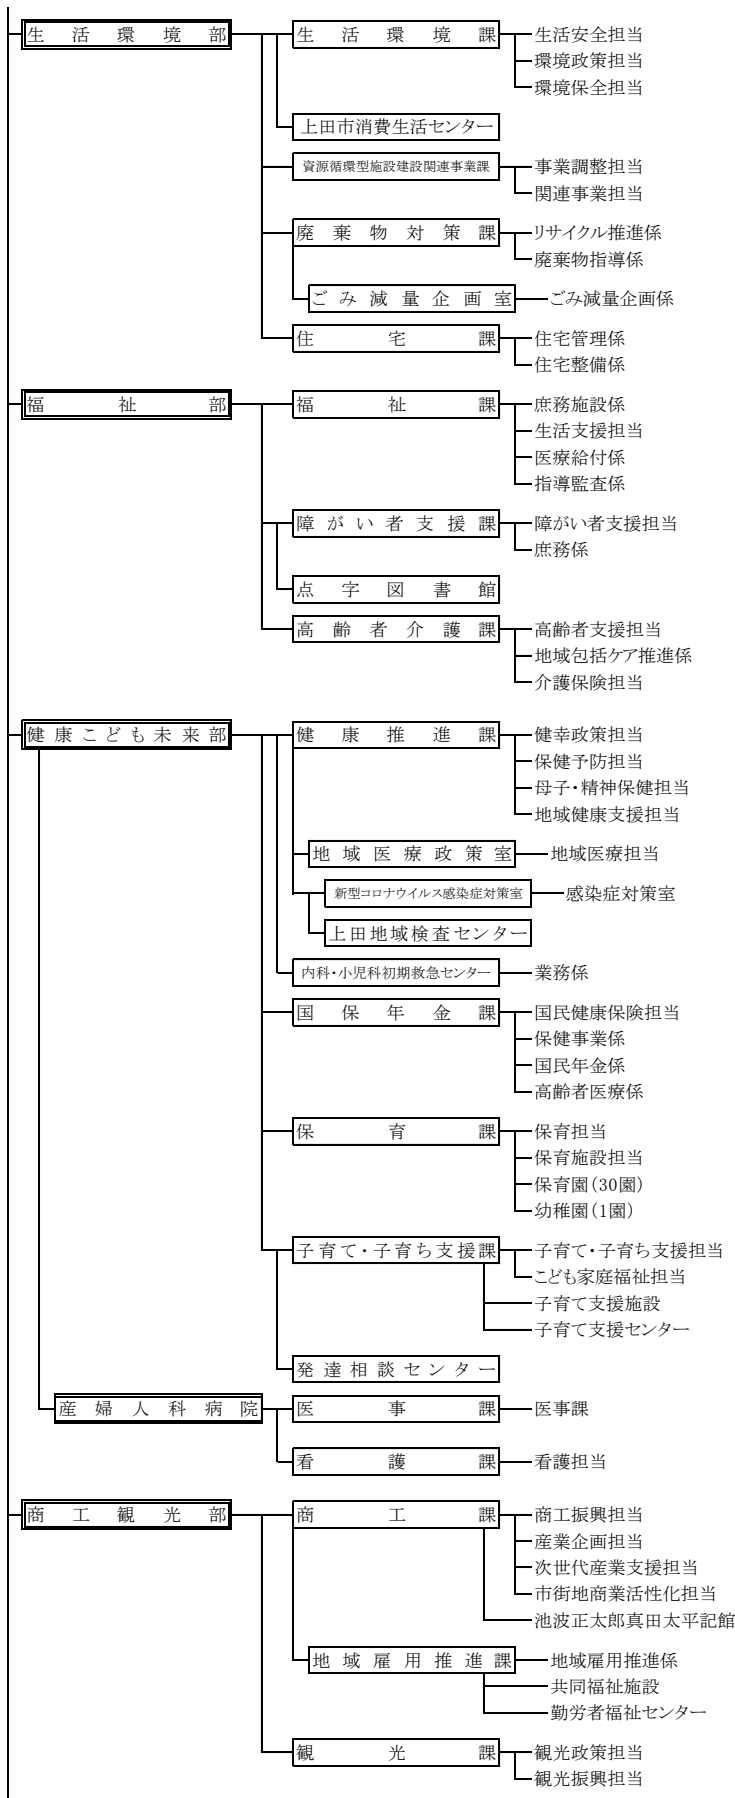 生活環境部 生活環境課 生活安全担当
環境政策担当
環境保全担当
上田市消費生活センター
資源循環型施設建設関連事業課 事業調整担当
関連事業担当
廃棄物対策課 リサイクル推進係
廃棄物指導係
ごみ減量企画室 ごみ減量企画係
住宅課 住宅管理係
住宅整備係
福祉部 福祉課 庶務施設係
生活支援担当
医療給付係
指導監査係
障がい者支援課 障がい者支援担当
庶務係
点字図書館
高齢者介護課 高齢者支援担当
地域包括ケア推進係
介護保険担当
健康こども未来部 健康推進課 健幸政策担当
保健予防担当
母子・精神保健担当
地域健康支援担当
地域医療政策室 地域医療担当
新型コロナウイルス感染症対策室 感染症対策室
上田地域検査センター
内科・小児科初期救急センター 業務係
国保年金課 国民健康保険担当
保健事業係
国民年金係
高齢者医療係
保育課 保育担当
保育施設担当
保育園(30園)
幼稚園(1園)
子育て・子育ち支援課 子育て・子育ち支援担当
こども家庭福祉担当
子育て支援施設
子育て支援センター
発達相談センター
産婦人科病院 医事課 医事課
看護課 看護担当
商工観光部 商工課 商工振興担当
産業企画担当
次世代産業支援担当
市街地商業活性化担当
池波正太郎真田太平記館
地域雇用推進課 地域雇用推進係
共同福祉施設
勤労者福祉センター
観光課 観光政策担当
観光振興担当